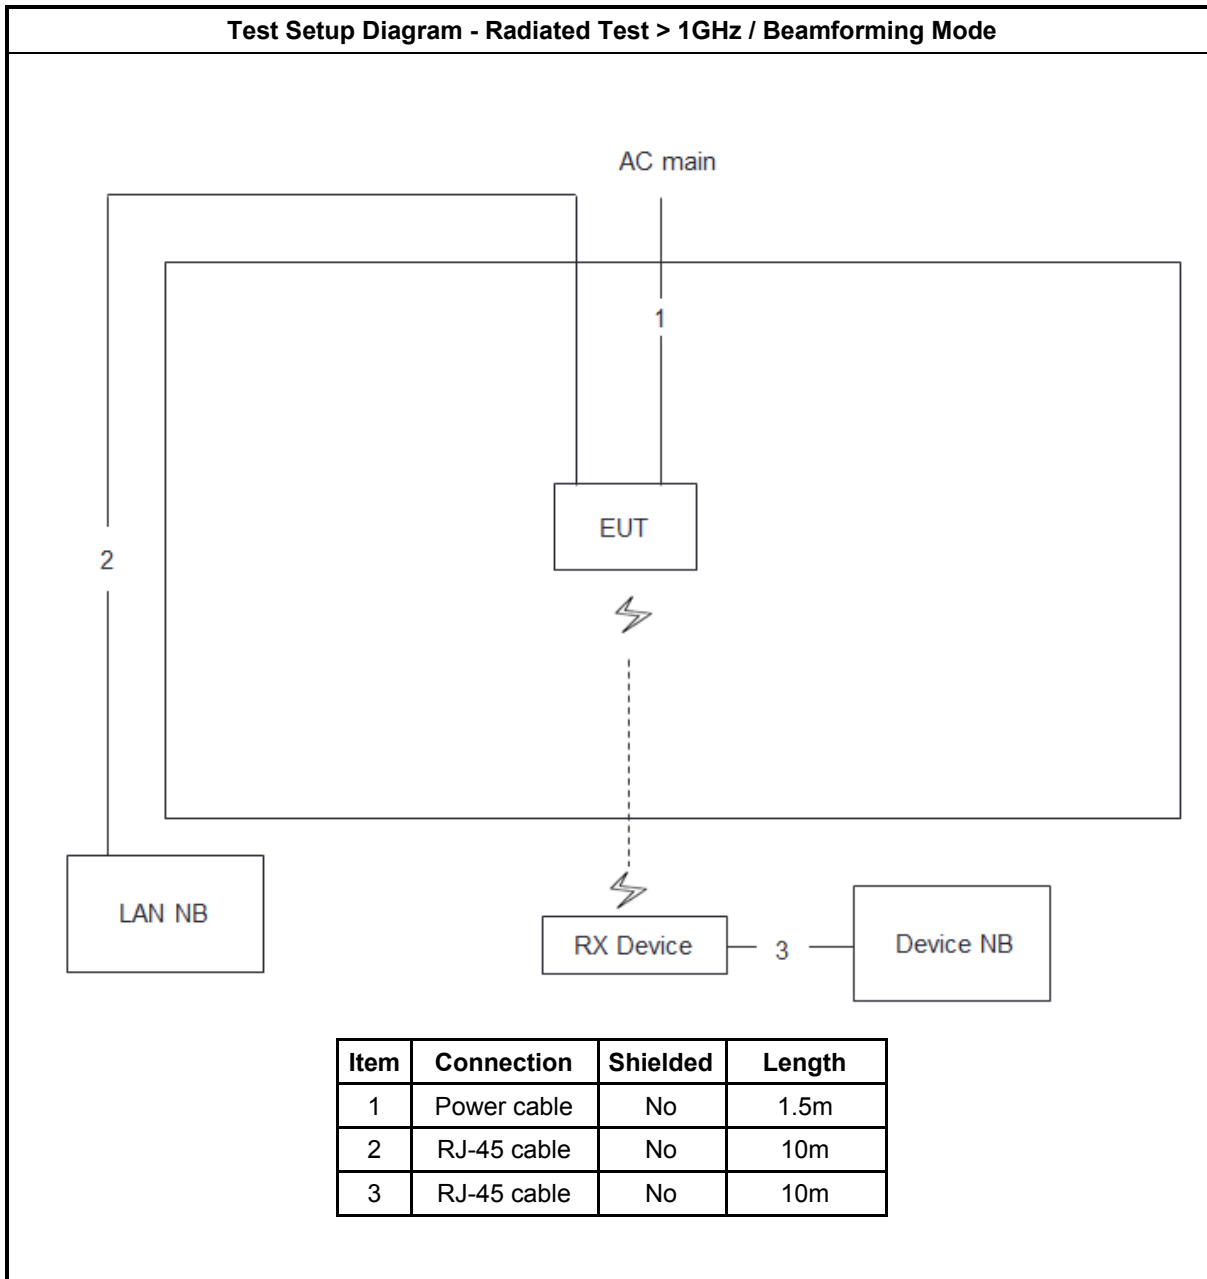 Test Setup Diagram - Radiated Test > 1GHz / Beamforming Mode
AC main
1
EUT
2
LAN NB
RX Device
3
Device NB
Item Connection Shielded Length
1 Power cable No 1.5m
2 RJ-45 cable No 10m
3 RJ-45 cable No 10m